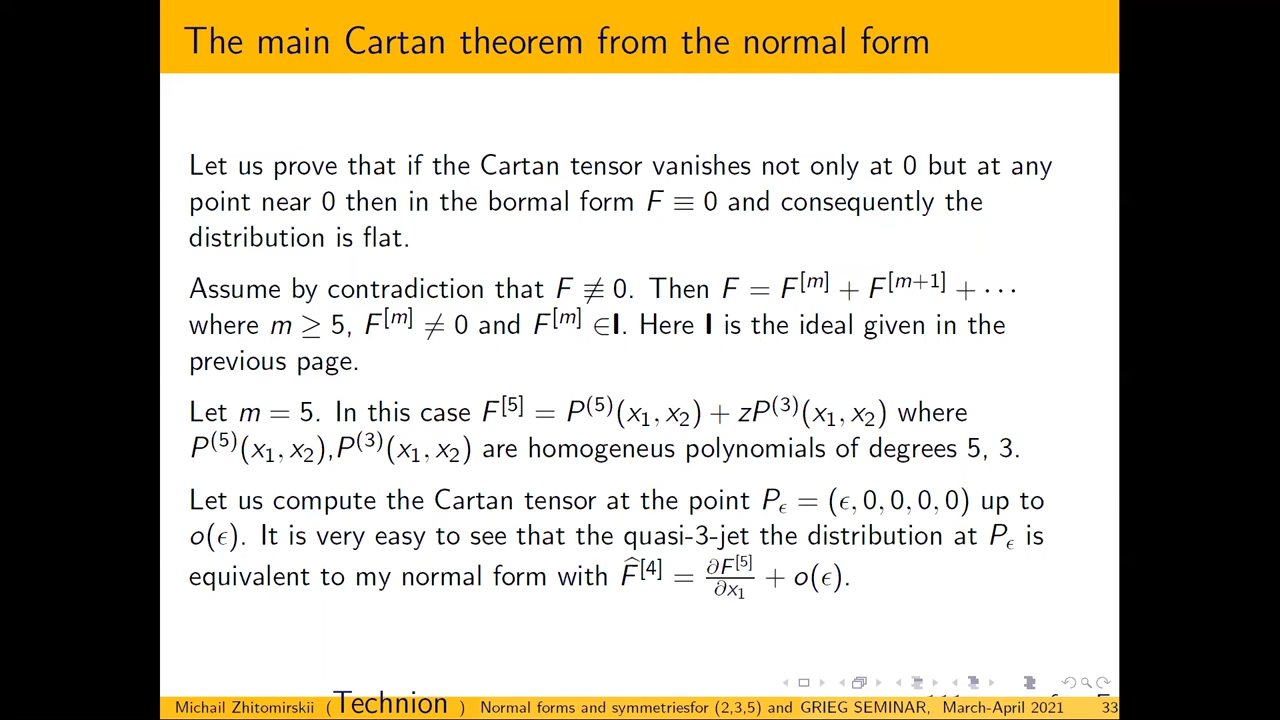 The main Cartan theorem from the normal form
Let us prove that if the Cartan tensor vanishes not only at 0 but at any
point near 0 then in the bormal form F ≡ 0 and consequently the
distribution is flat.
Assume by contradiction that F ≢ 0. Then F = F^[m] + F^[m+1] + ···
where m ≥ 5, F^[m] ≠ 0 and F^[m] ∈I. Here I is the ideal given in the
previous page.
Let m = 5. In this case F^[5] = P^(5)(x₁, x₂) + zP^(3)(x₁, x₂) where
P^(5)(x₁, x₂),P^(3)(x₁, x₂) are homogeneus polynomials of degrees 5, 3.
Let us compute the Cartan tensor at the point P_ϵ = (ϵ, 0, 0, 0, 0) up to
o(ϵ). It is very easy to see that the quasi-3-jet the distribution at P_ϵ is
equivalent to my normal form with F̂^[4] = ∂F^[5]/∂x₁ + o(ϵ).
Michail Zhitomirskii ( Technion ) Normal forms and symmetriesfor (2,3,5) and GRIEG SEMINAR, March-April 2021 33